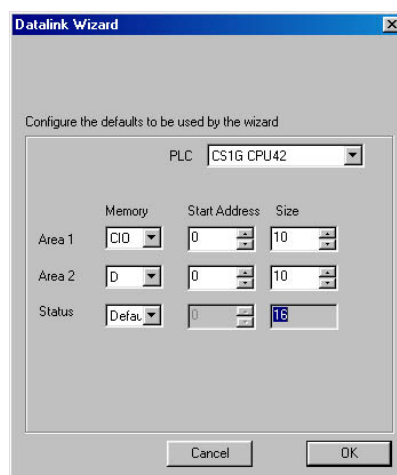 Datalink Wizard
Configure the defaults to be used by the wizard
PLC CS1G CPU42
Memory Start Address Size
Area 1 CIO 0 10
Area 2 D 0 10
Status Defau 0 16
Cancel OK